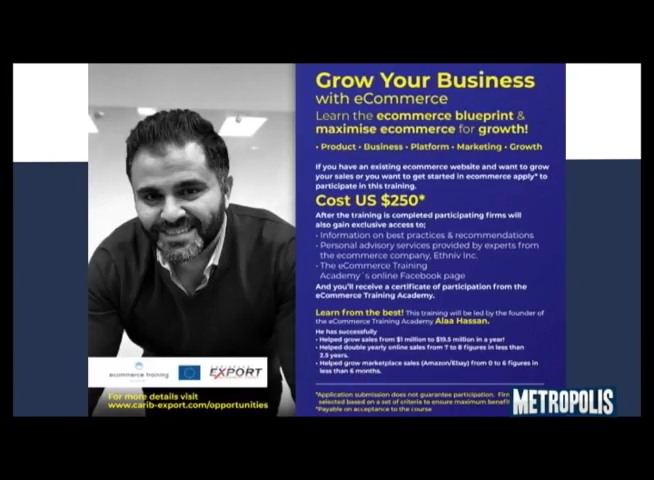 Grow Your Business
with eCommerce
Learn the ecommerce blueprint &
maximise ecommerce for growth!
• Product • Business • Platform • Marketing • Growth
If you have an existing ecommerce website and want to grow
your sales or you want to get started in ecommerce apply* to
participate in this training.
Cost US $250*
After the training is completed participating firms will
also gain exclusive access to;
• Information on best practices & recommendations
• Personal advisory services provided by experts from
the ecommerce company, Ethniv Inc.
• The eCommerce Training
Academy´s online Facebook page
And you'll receive a certificate of participation from the
eCommerce Training Academy.
Learn from the best! This training will be led by the founder of
the eCommerce Training Academy Alaa Hassan.
He has successfully
• Helped grow sales from $1 million to $19.5 million in a year!
• Helped double yearly online sales from 7 to 8 figures in less than
2.5 years.
• Helped grow marketplace sales (Amazon/Ebay) from 0 to 6 figures in
less than 6 months.
ecommerce training
EXPORT
For more details visit
www.carib-export.com/opportunities
*Application submission does not guarantee participation.
selected based on a set of criteria to ensure maximum
*Payable on acceptance to the course
METROPOLIS